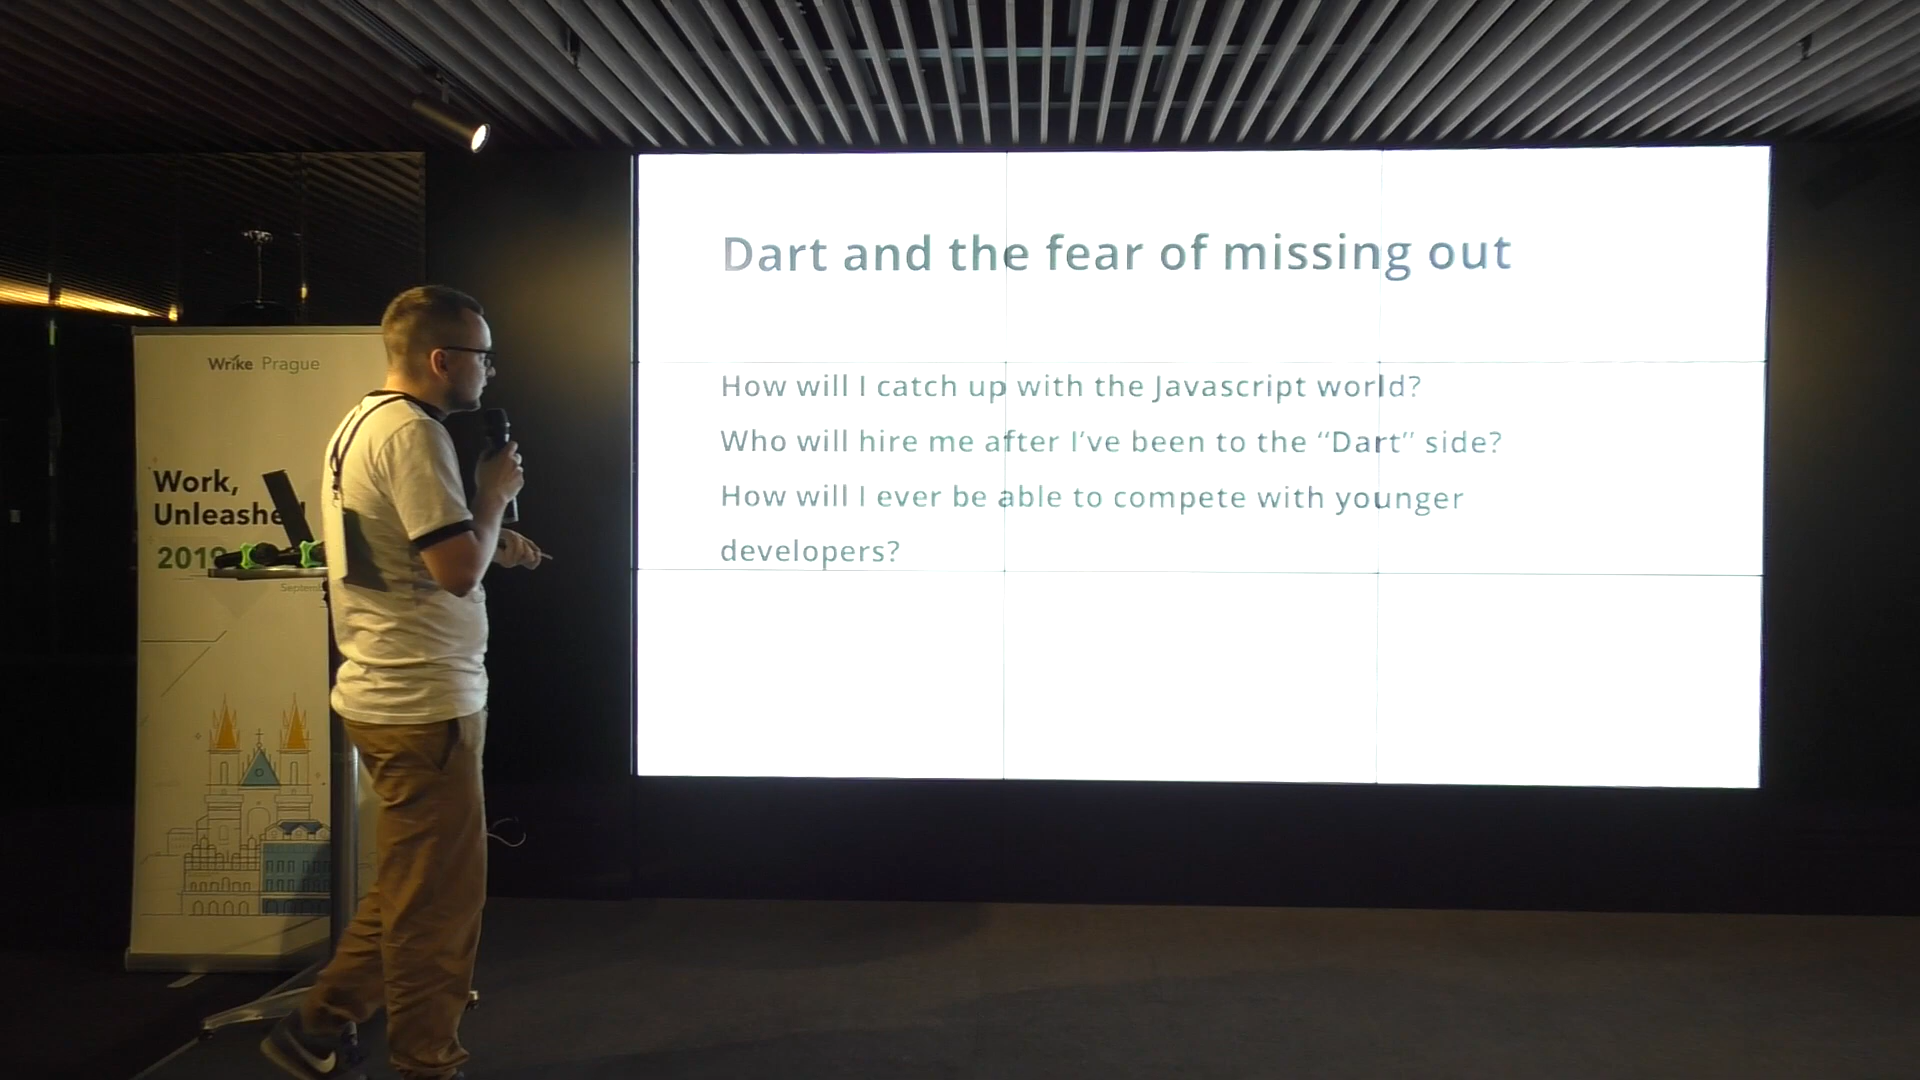 Dart and the fear of missing out
How will I catch up with the Javascript world?
Who will hire me after I've been to the “Dart” side?
How will I ever be able to compete with younger
developers?
Wrike Prague
Work,
Unleashed
2019